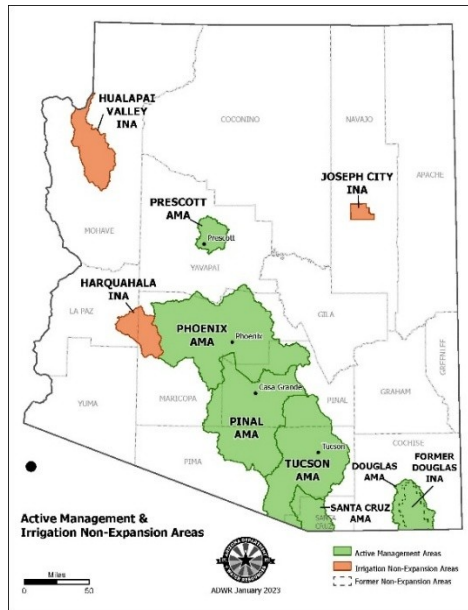 HUALAPAI
VALLEY
INA
COCONINO
NAVAJO
APACHE
JOSEPH CITY
INA
PRESCOTT
AMA
Prescott
MOHAVE
YAVAPAI
HARQUAHALA
INA
LA PAZ
GILA
PHOENIX
AMA
Phoenix
GREENLEE
Casa Grande
PINAL
GRAHAM
YUMA
MARICOPA
PINAL
AMA
COCHISE
PIMA
Tucson
TUCSON
AMA
DOUGLAS
AMA
FORMER
DOUGLAS
INA
SANTA CRUZ
AMA
SANTA
CRUZ
Active Management &
Irrigation Non-Expansion Areas
Miles
0
50
ADWR January 2023
Active Management Areas
Irrigation Non-Expansion Areas
Former Non-Expansion Areas